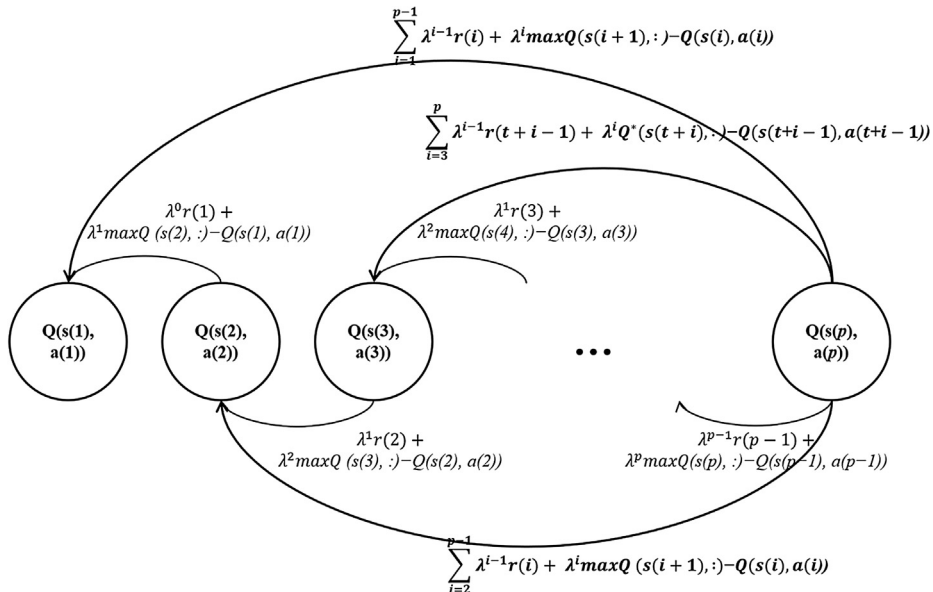 p−1
∑ λ^{i−1}r(i) + λ^{i}maxQ(s(i + 1), : )−Q(s(i), a(i))
i−1
p
∑ λ^{i−1}r(t + i − 1) + λ^{i}Q^{*}(s(t + i), :)−Q(s(t+i − 1), a(t+i − 1))
i=3
λ^{0}r(1) +
λ^{1}maxQ (s(2), :)−Q(s(1), a(1))
λ^{1}r(3) +
λ^{2}maxQ(s(4), :)−Q(s(3), a(3))
Q(s(1),
a(1))
Q(s(2),
a(2))
Q(s(3),
a(3))
...
Q(s(p),
a(p))
λ^{1}r(2) +
λ^{2}maxQ (s(3), :)−Q(s(2), a(2))
λ^{p−1}r(p − 1) +
λ^{p}maxQ(s(p), :)−Q(s(p−1), a(p−1))
p−1
∑ λ^{i−1}r(i) + λ^{i}maxQ (s(i + 1), :)−Q(s(i), a(i))
i=2